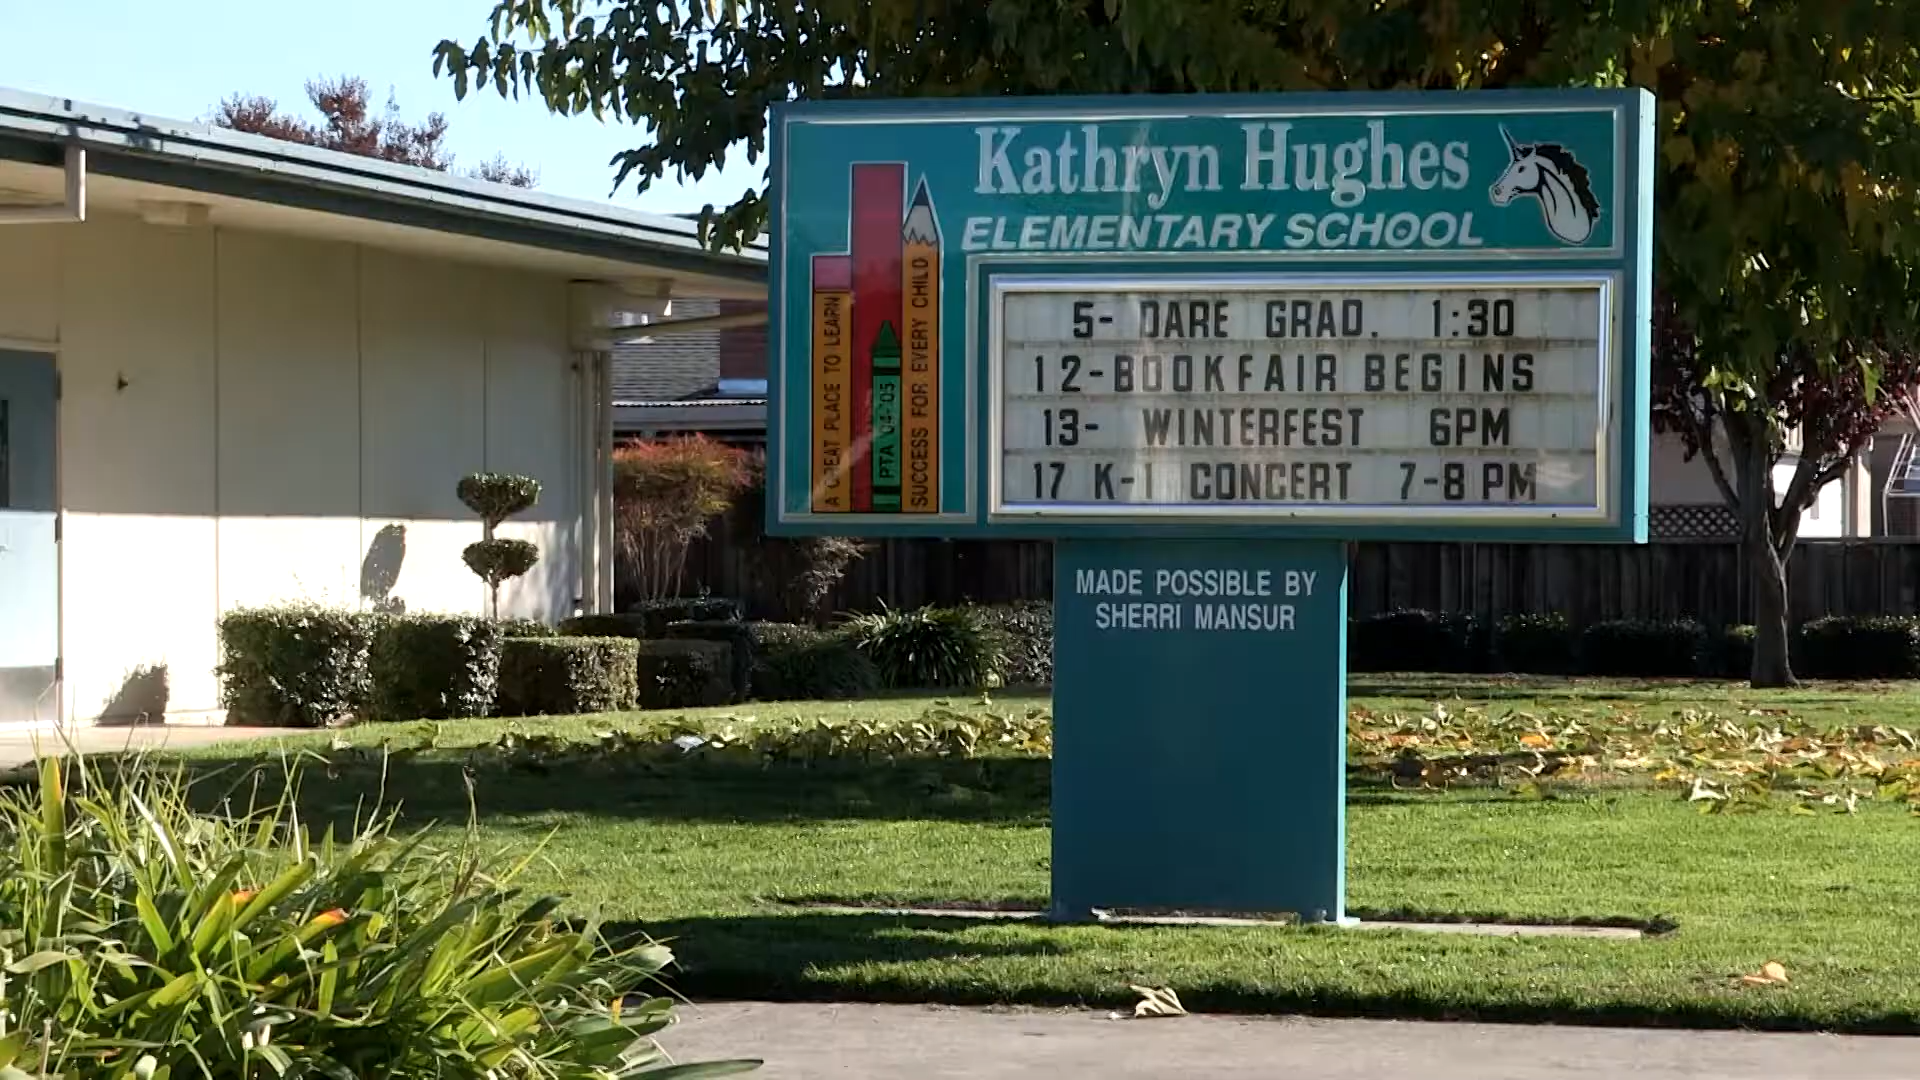 Kathryn Hughes
ELEMENTARY SCHOOL
A GREAT PLACE TO LEARN
PTA 04-'05
SUCCESS FOR EVERY CHILD
5- DARE GRAD. 1:30
12-BOOKFAIR BEGINS
13- WINTERFEST 6PM
17 K-1 CONCERT 7-8 PM
MADE POSSIBLE BY
SHERRI MANSUR